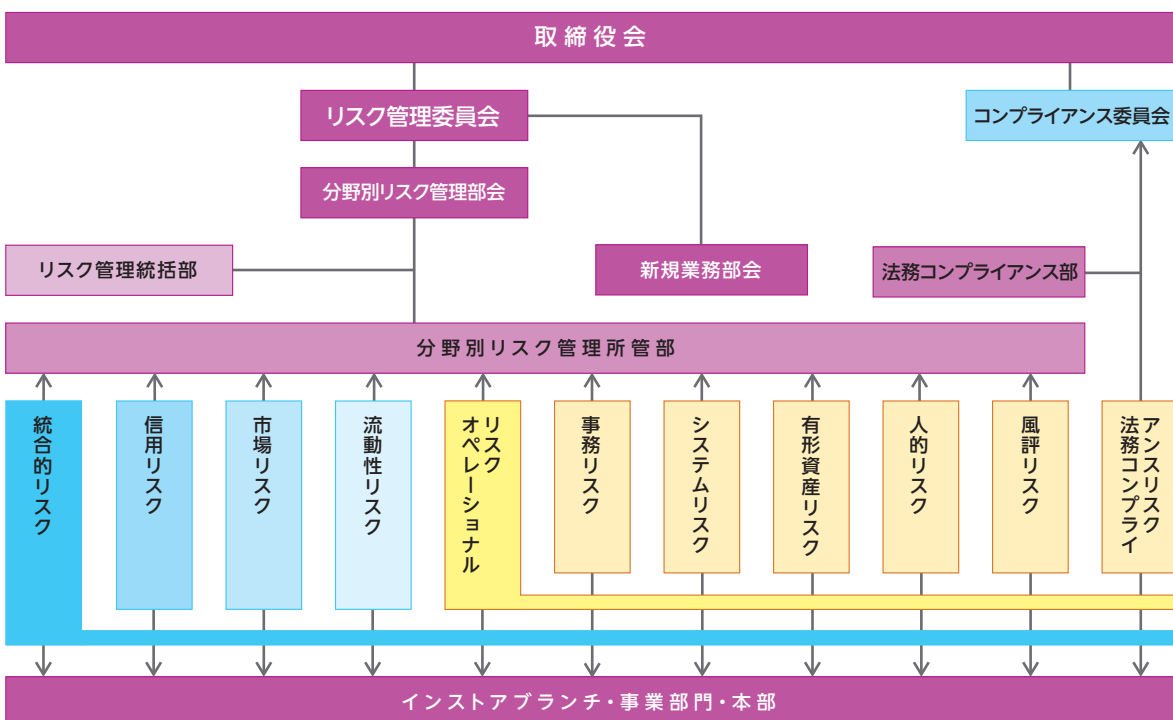 取締役会
リスク管理委員会
コンプライアンス委員会
分野別リスク管理部会
リスク管理統括部
新規業務部会
法務コンプライアンス部
分野別リスク管理所管部
統合的リスク
信用リスク
市場リスク
流動性リスク
オペレーショナル
リスク
事務リスク
システムリスク
有形資産リスク
人的リスク
風評リスク
法務コンプライ
アンスリスク
インストアブランチ・事業部門・本部